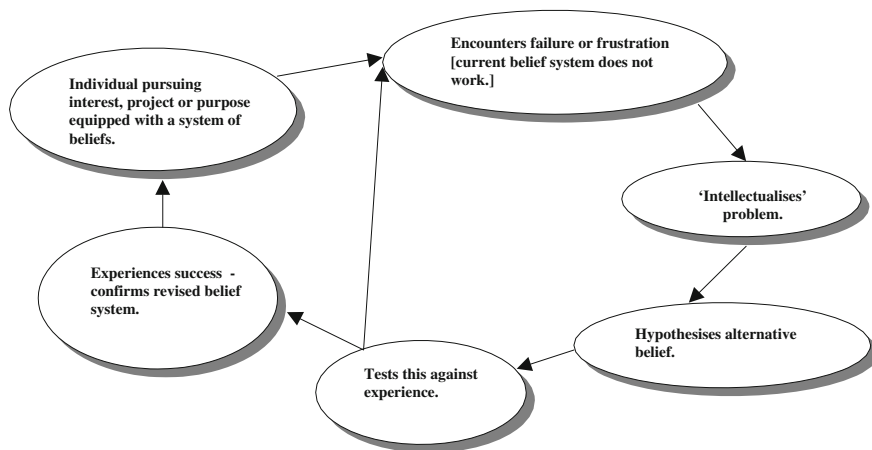 Encounters failure or frustration
[current belief system does not
work.]
Individual pursuing
interest, project or purpose
equipped with a system of
beliefs.
‘Intellectualises’
problem.
Experiences success -
confirms revised belief
system.
Hypothesises alternative
belief.
Tests this against
experience.